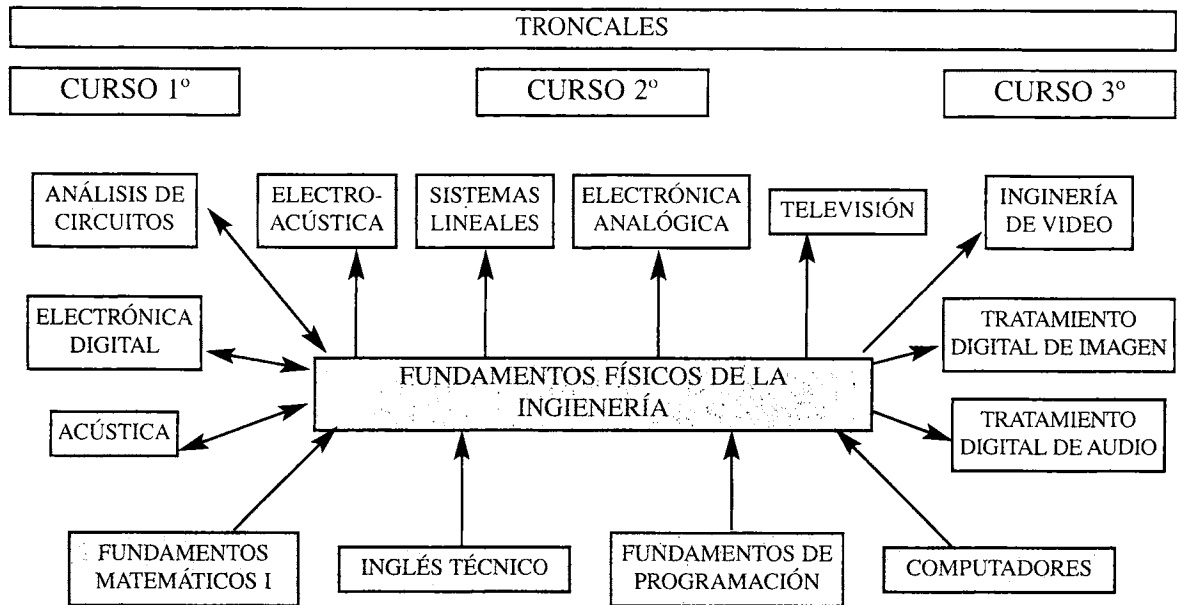 TRONCALES
CURSO 1º
CURSO 2º
CURSO 3º
ANÁLISIS DE
CIRCUITOS
ELECTRO-
ACÚSTICA
SISTEMAS
LINEALES
ELECTRÓNICA
ANALÓGICA
TELEVISIÓN
INGINERÍA
DE VIDEO
ELECTRÓNICA
DIGITAL
TRATAMIENTO
DIGITAL DE IMAGEN
FUNDAMENTOS FÍSICOS DE LA
INGIENERÍA
ACÚSTICA
TRATAMIENTO
DIGITAL DE AUDIO
FUNDAMENTOS
MATEMÁTICOS I
INGLÉS TÉCNICO
FUNDAMENTOS DE
PROGRAMACIÓN
COMPUTADORES